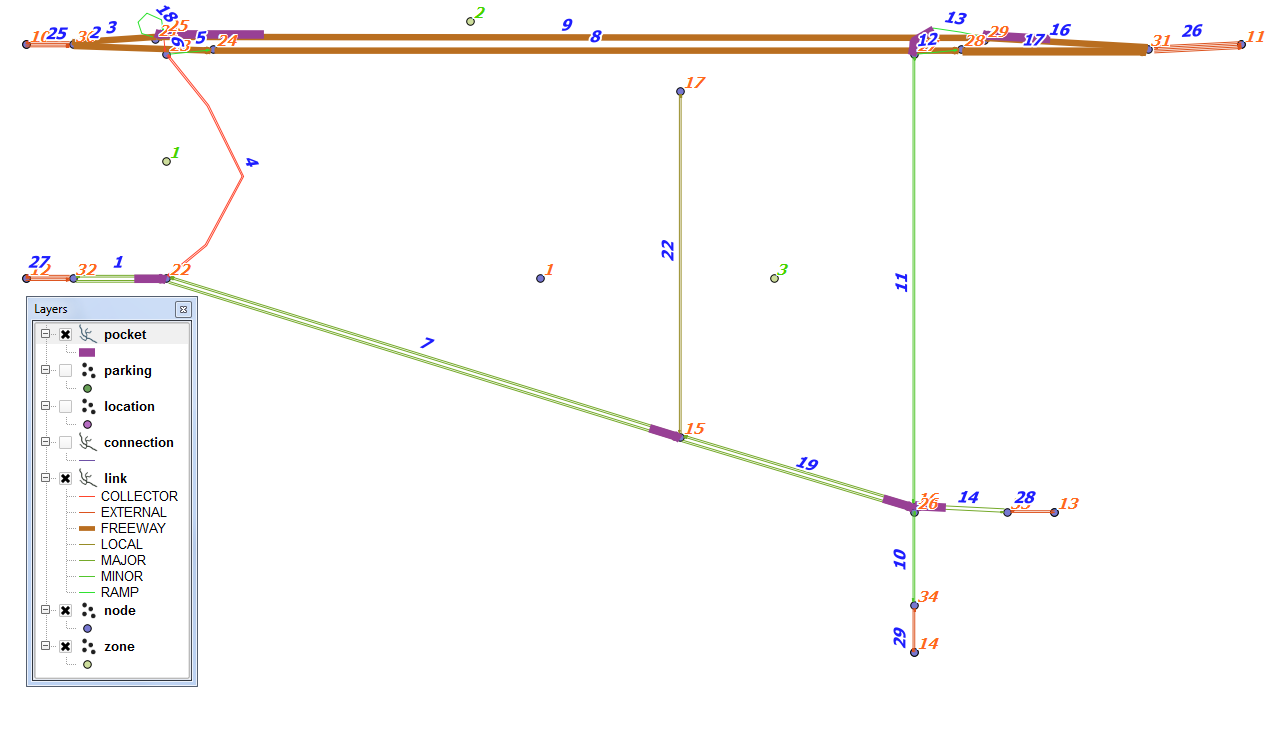 2
18
13
9
25
3
2
25
29
16
26
8
5
24
6
12
28
17
31
11
17
1
4
22
11
3
1
27
32
1
22
7
15
19
26
14
28
13
10
34
29
14
Layers
pocket
parking
location
connection
link
COLLECTOR
EXTERNAL
FREEWAY
LOCAL
MAJOR
MINOR
RAMP
node
zone